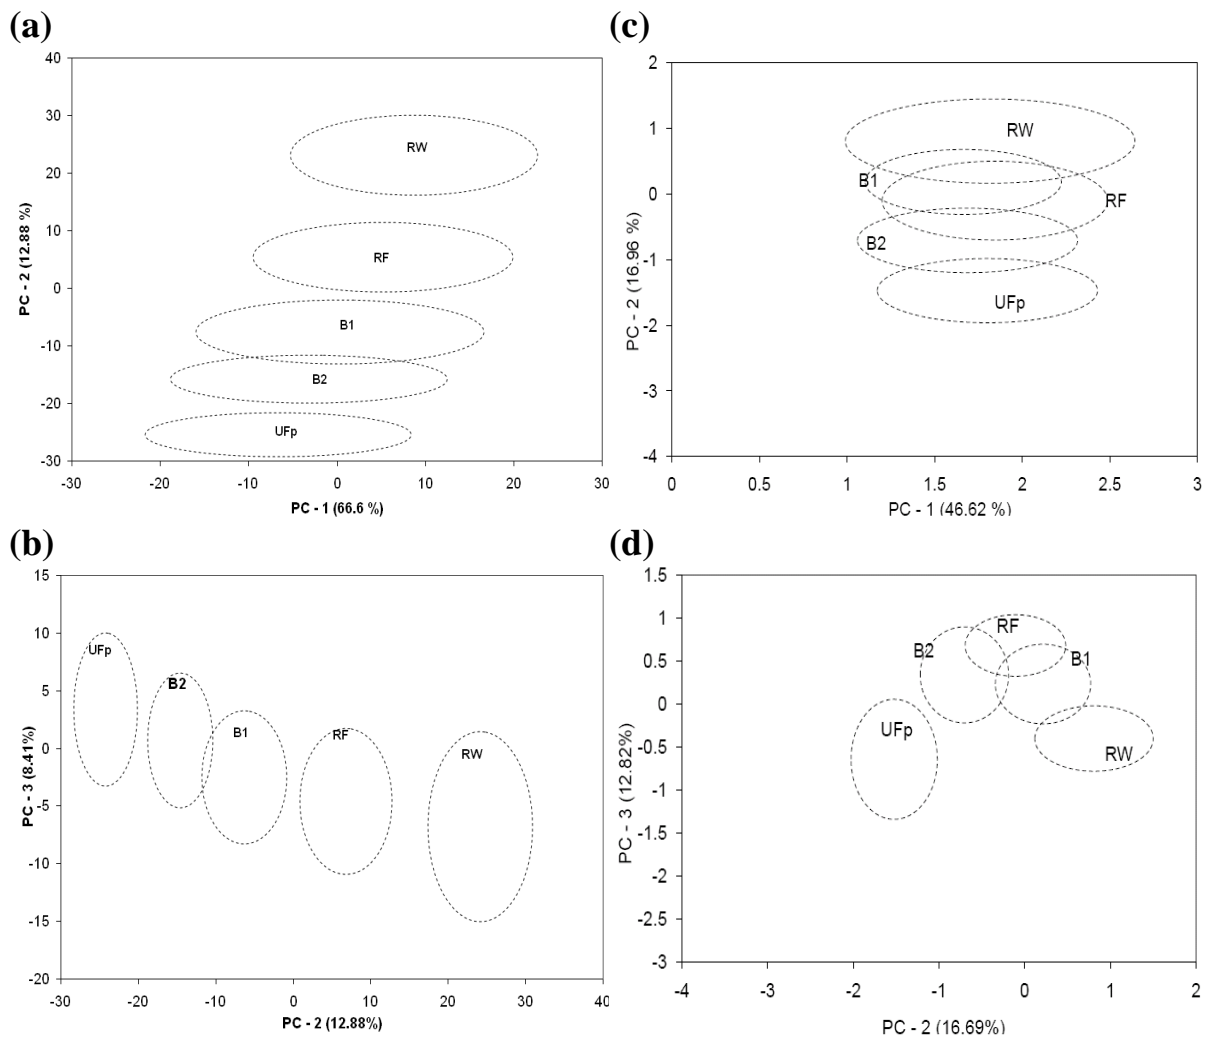 (a)
40
30
20
10
0
-10
-20
-30
PC - 2 (12.88 %)
RW
RF
B1
B2
UFp
-30
-20
-10
0
10
20
30
PC - 1 (66.6 %)
(c)
2
1
0
-1
-2
-3
-4
PC - 2 (16.96 %)
RW
B1
RF
B2
UFp
0
0.5
1
1.5
2
2.5
3
PC - 1 (46.62 %)
(b)
15
10
5
0
-5
-10
-15
-20
PC - 3 (8.41%)
UFp
B2
B1
RF
RW
-30
-20
-10
0
10
20
30
40
PC - 2 (12.88%)
(d)
1.5
1
0.5
0
-0.5
-1
-1.5
-2
-2.5
-3
PC - 3 (12.82%)
RF
B2
B1
UFp
RW
-4
-3
-2
-1
0
1
2
PC - 2 (16.69%)